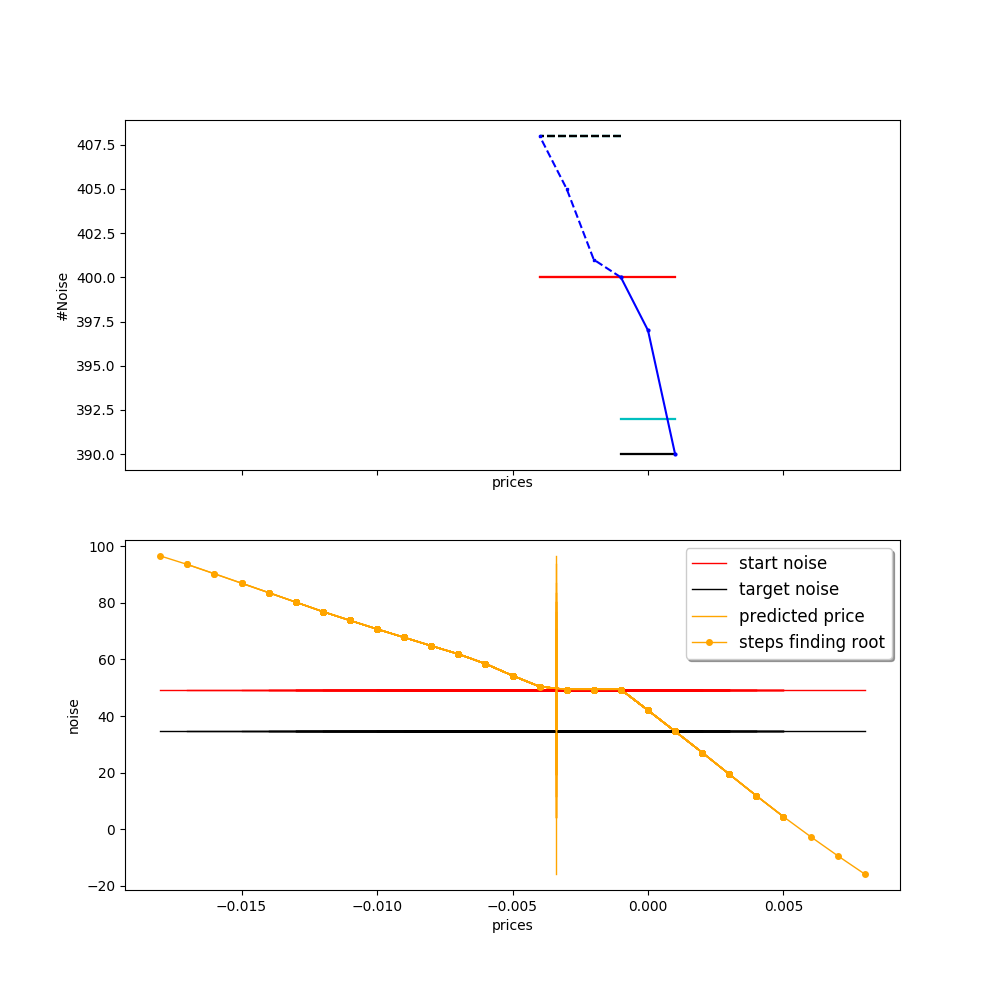 407.5
405.0
402.5
400.0
397.5
395.0
392.5
390.0
#Noise
prices
100
80
60
40
20
0
−20
noise
start noise
target noise
predicted price
steps finding root
−0.015
−0.010
−0.005
0.000
0.005
prices